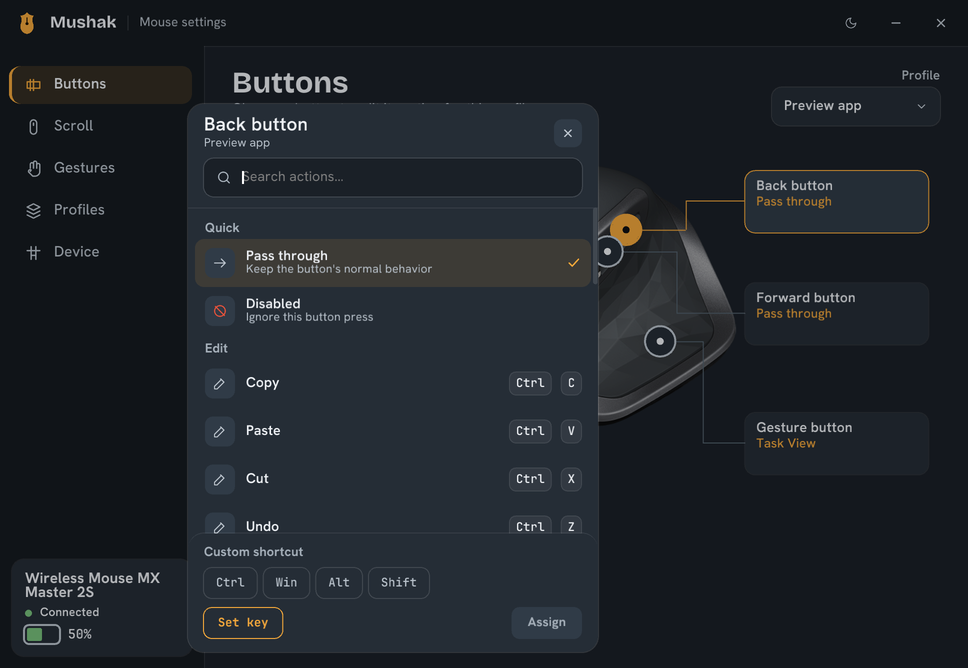 Mushak
Mouse settings
Buttons
Scroll
Gestures
Profiles
Device
Wireless Mouse MX
Master 2S
Connected
50%
Buttons
Profile
Preview app
Back button
Preview app
Search actions...
Quick
Pass through
Keep the button's normal behavior
Disabled
Ignore this button press
Edit
Copy Ctrl C
Paste Ctrl V
Cut Ctrl X
Undo Ctrl Z
Custom shortcut
Ctrl Win Alt Shift
Set key Assign
Back button
Pass through
Forward button
Pass through
Gesture button
Task View